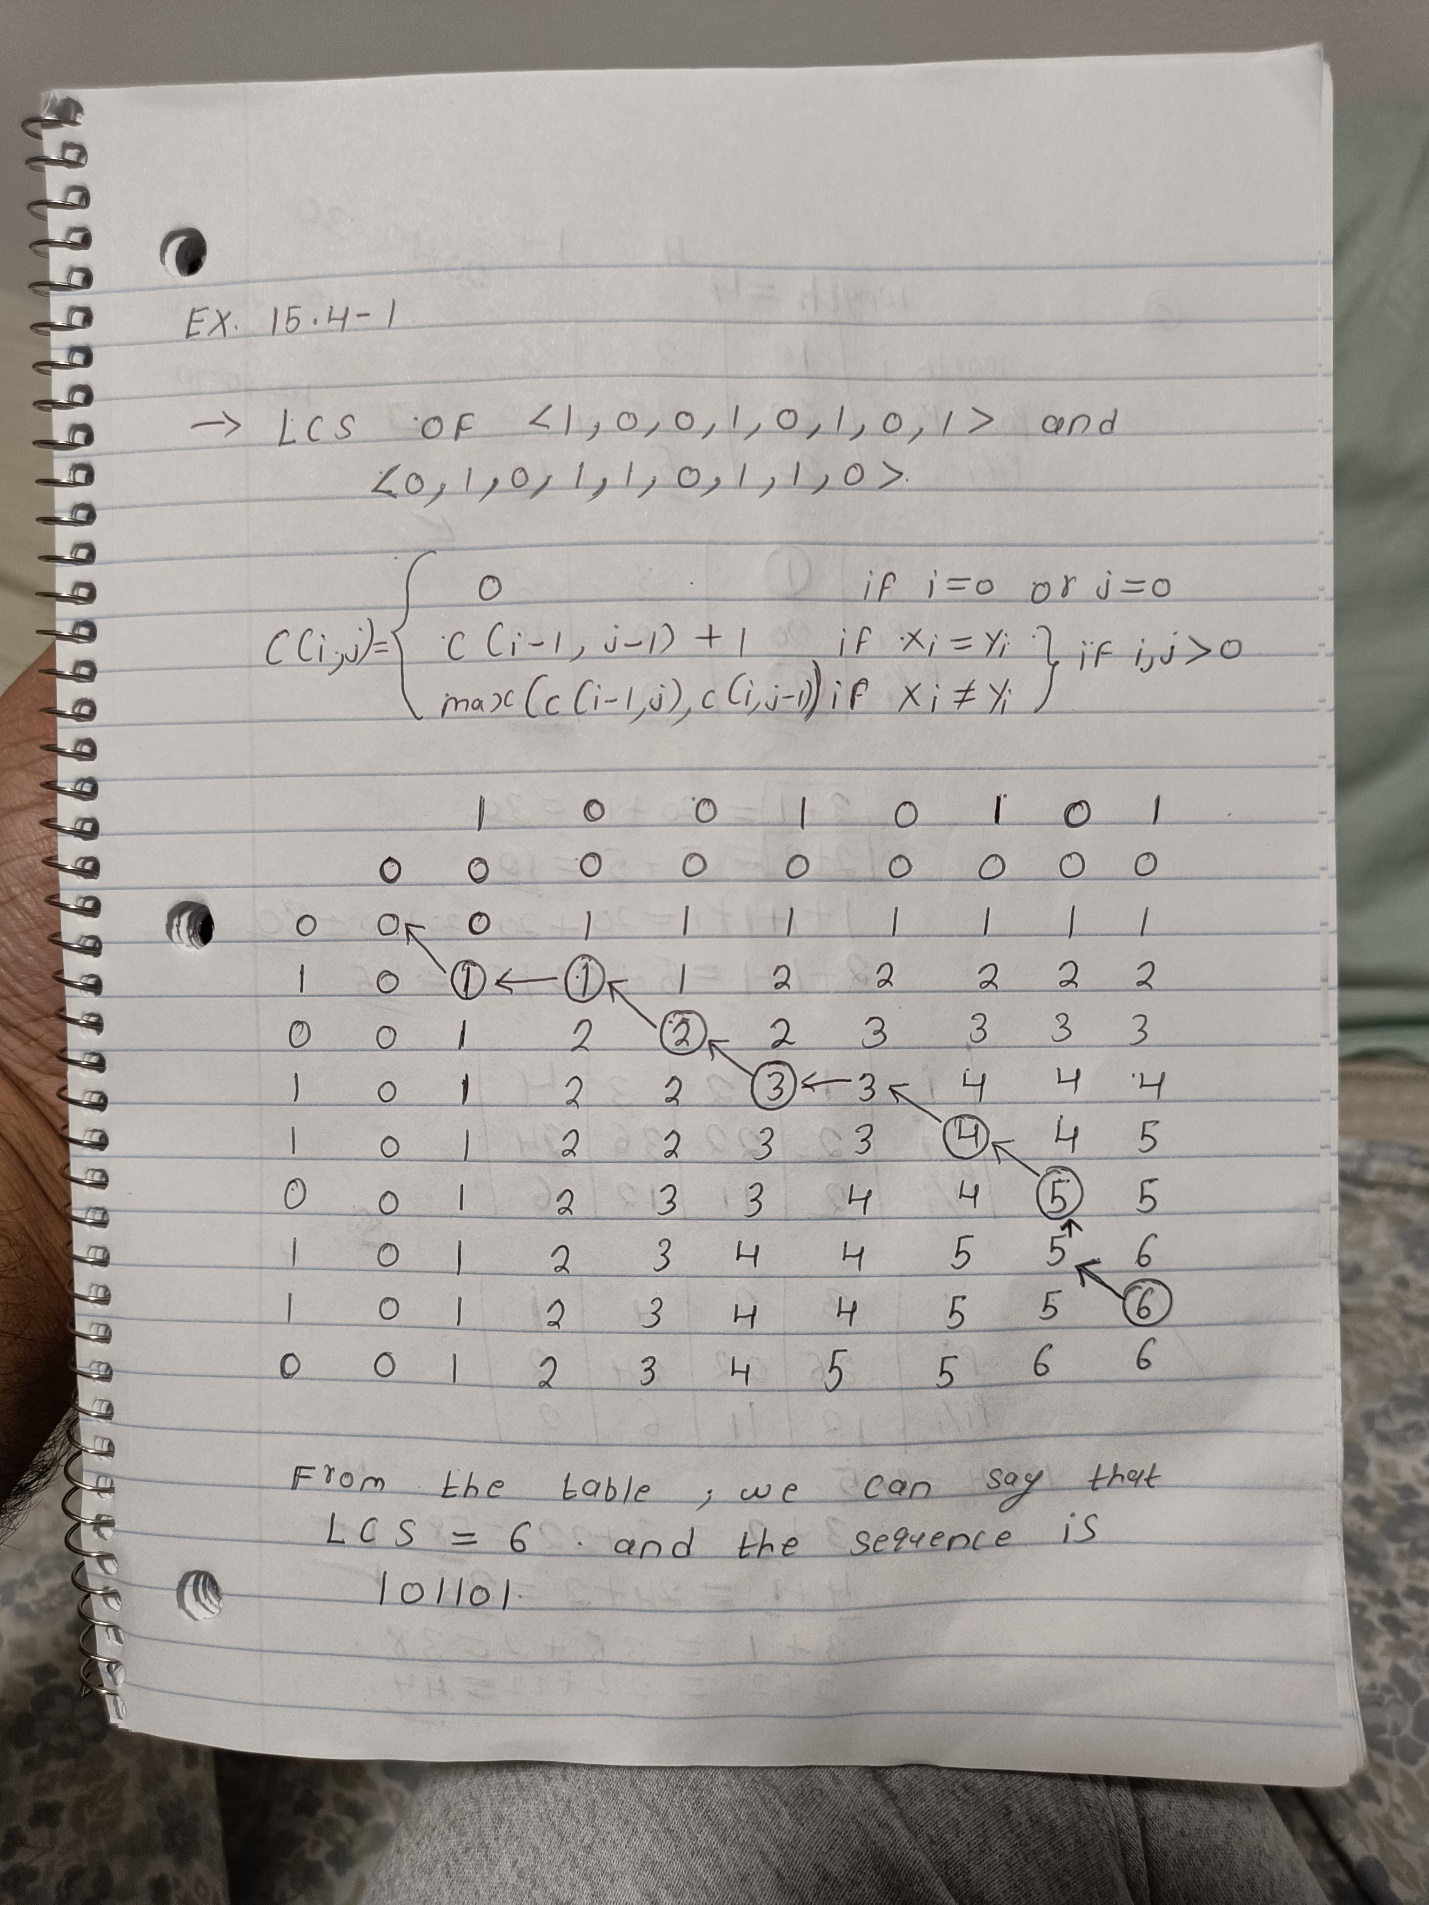 EX. 15.4-1
→ LCS OF <1,0,0,1,0,1,0,1> and
<0,1,0,1,1,0,1,1,0>.
0 if i=0 or j=0
C(i,j)={ c(i-1, j-1) + 1 if xi = yi } if i,j>0
max(c(i-1,j), c(i,j-1)) if xi ≠ yi
1 0 0 1 0 1 0 1
0 0 0 0 0 0 0 0 0
0 0 0 1 1 1 1 1 1 1
1 0 1 ← 1 1 2 2 2 2 2
0 0 1 2 2 2 3 3 3 3
1 0 1 2 2 3 ← 3 4 4 4
1 0 1 2 2 3 3 4 4 5
0 0 1 2 3 3 4 4 5 5
1 0 1 2 3 4 4 5 5 6
1 0 1 2 3 4 4 5 5 6
0 0 1 2 3 4 5 5 6 6
From the table, we can say that
LCS = 6. and the sequence is
101101.